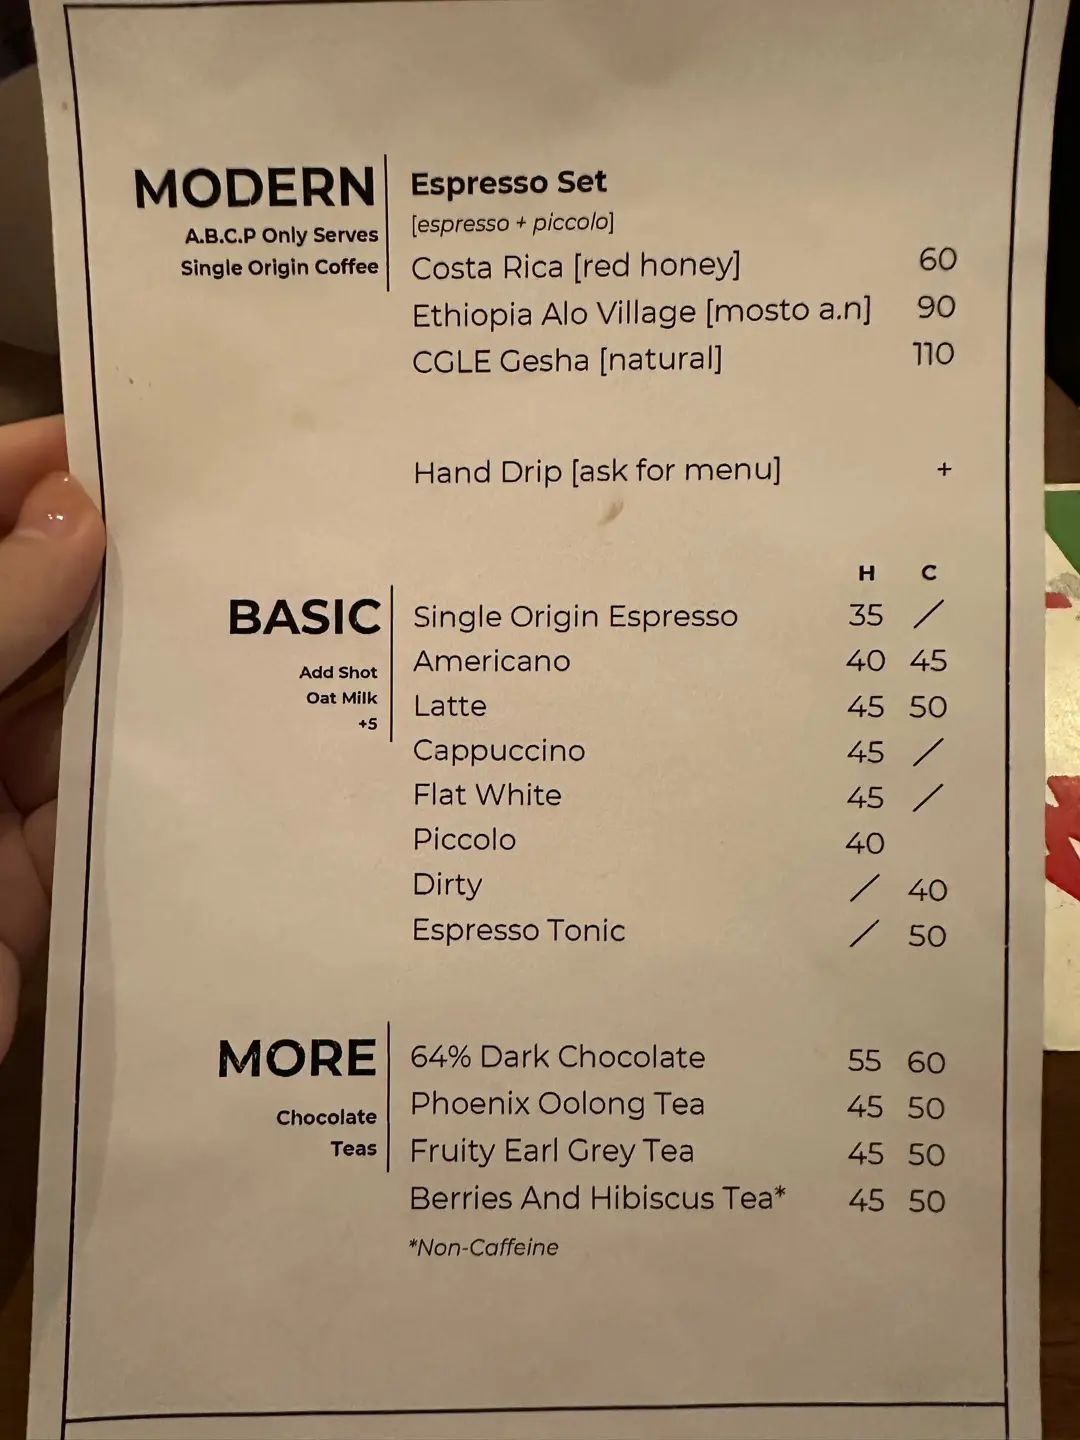 MODERN
A.B.C.P Only Serves
Single Origin Coffee
Espresso Set
[espresso + piccolo]
Costa Rica [red honey] 60
Ethiopia Alo Village [mosto a.n] 90
CGLE Gesha [natural] 110
Hand Drip [ask for menu] +
BASIC
Add Shot
Oat Milk
+5
H C
Single Origin Espresso 35 /
Americano 40 45
Latte 45 50
Cappuccino 45 /
Flat White 45 /
Piccolo 40
Dirty / 40
Espresso Tonic / 50
MORE
Chocolate
Teas
64% Dark Chocolate 55 60
Phoenix Oolong Tea 45 50
Fruity Earl Grey Tea 45 50
Berries And Hibiscus Tea* 45 50
*Non-Caffeine